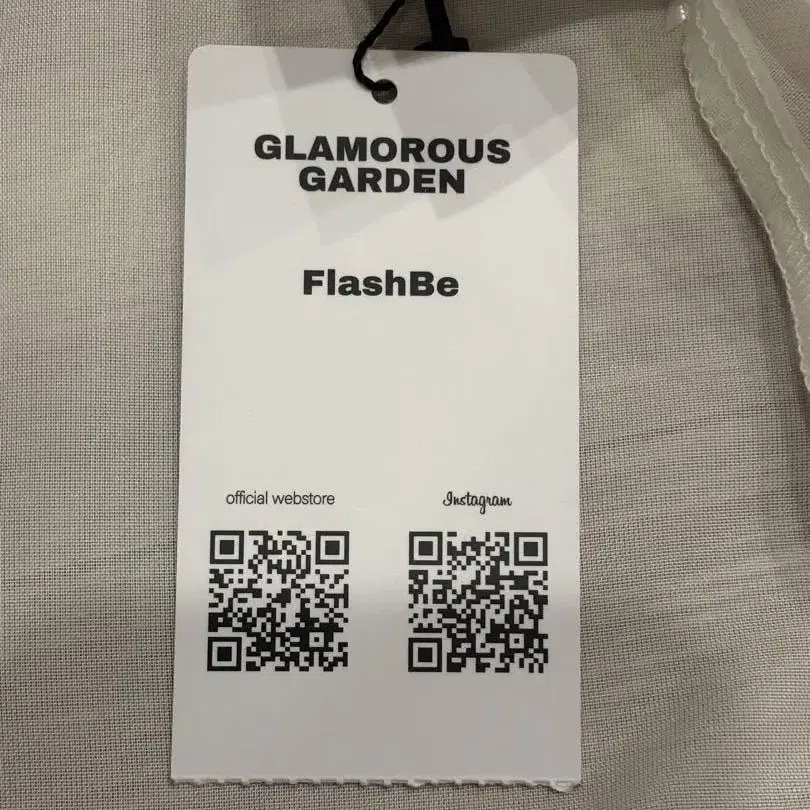 GLAMOROUS
GARDEN
FlashBe
official webstore
Instagram